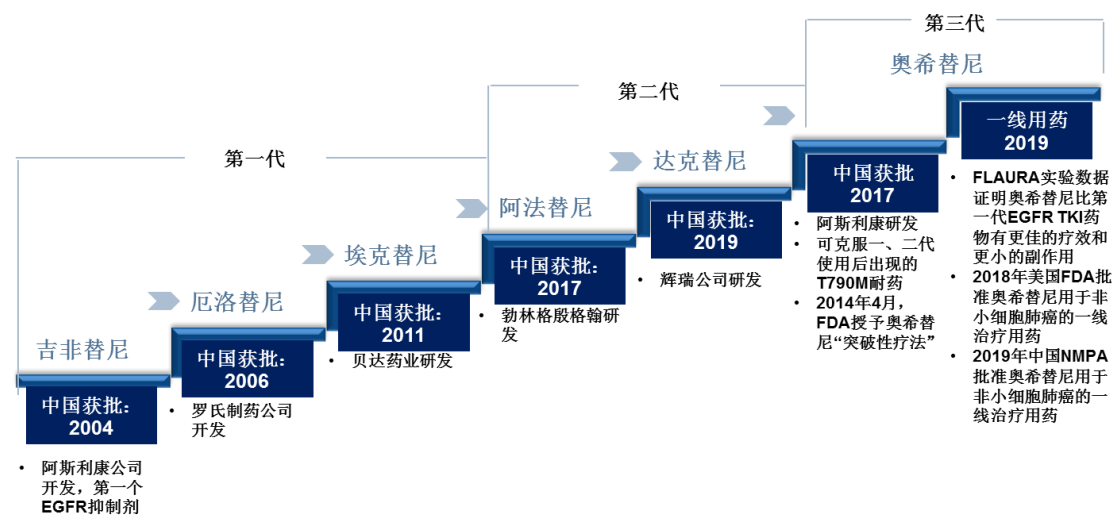 第一代
吉非替尼
中国获批：
2004
• 阿斯利康公司
开发，第一个
EGFR抑制剂
厄洛替尼
中国获批：
2006
• 罗氏制药公司
开发
埃克替尼
中国获批：
2011
• 贝达药业研发
第二代
阿法替尼
中国获批：
2017
• 勃林格殷格翰研
发
达克替尼
中国获批：
2019
• 辉瑞公司研发
第三代
奥希替尼
中国获批
2017
• 阿斯利康研发
• 可克服一、二代
使用后出现的
T790M耐药
• 2014年4月，
FDA授予奥希替
尼“突破性疗法”
一线用药
2019
• FLAURA实验数据
证明奥希替尼比第
一代EGFR TKI药
物有更佳的疗效和
更小的副作用
• 2018年美国FDA批
准奥希替尼用于非
小细胞肺癌的一线
治疗用药
• 2019年中国NMPA
批准奥希替尼用于
非小细胞肺癌的一
线治疗用药